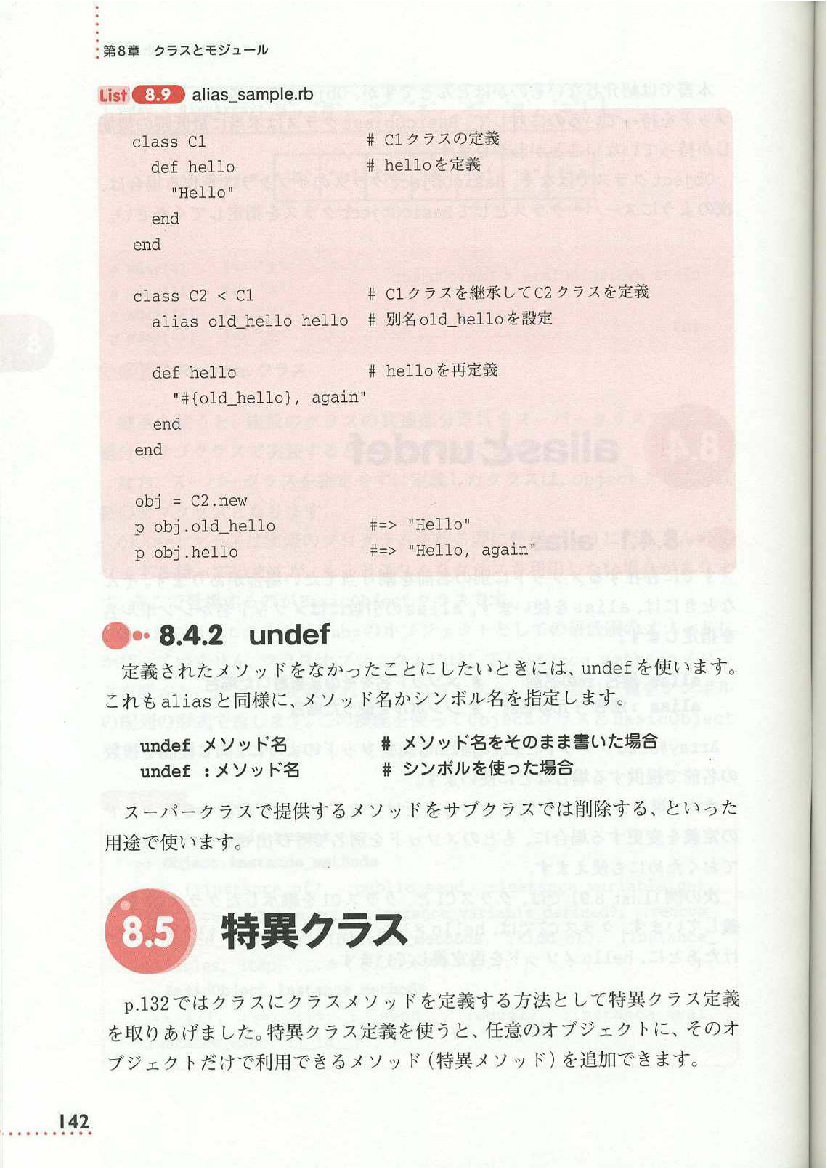 第8章 クラスとモジュール
List 8.9 alias_sample.rb
class C1 # C1クラスの定義
def hello # helloを定義
"Hello"
end
end
class C2 < C1 # C1クラスを継承してC2クラスを定義
alias old_hello hello # 別名old_helloを設定
def hello # helloを再定義
"#{old_hello}, again"
end
end
obj = C2.new
p obj.old_hello #=> "Hello"
p obj.hello #=> "Hello, again"
8.4.2 undef
定義されたメソッドをなかったことにしたいときには、undefを使います。
これもaliasと同様に、メソッド名かシンボル名を指定します。
undef メソッド名 # メソッド名をそのまま書いた場合
undef :メソッド名 # シンボルを使った場合
スーパークラスで提供するメソッドをサブクラスでは削除する、といった
用途で使います。
8.5 特異クラス
p.132ではクラスにクラスメソッドを定義する方法として特異クラス定義
を取りあげました。特異クラス定義を使うと、任意のオブジェクトに、そのオ
ブジェクトだけで利用できるメソッド(特異メソッド)を追加できます。
142